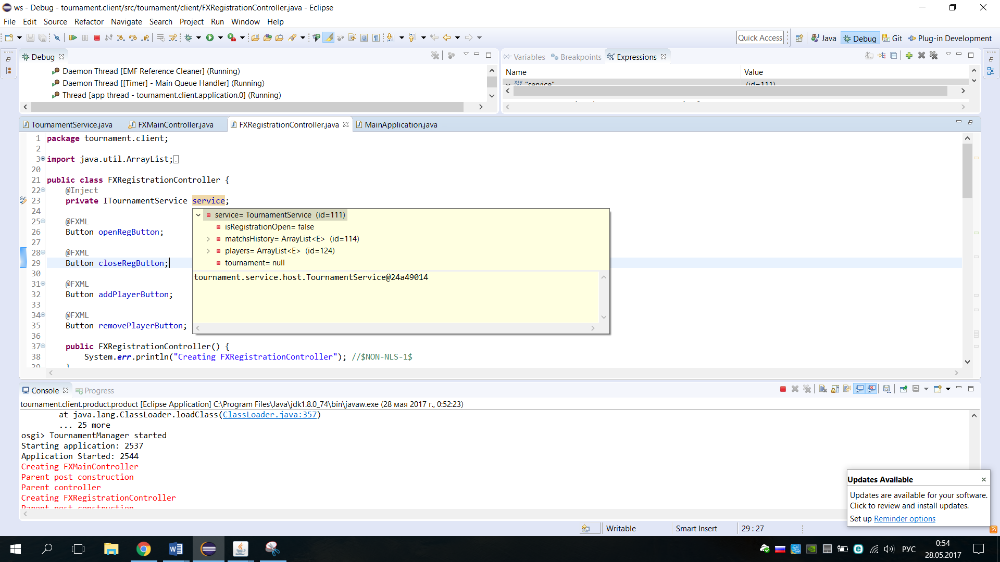 ws - Debug - tournament.client/src/tournament/client/FXRegistrationController.java - Eclipse
File Edit Source Refactor Navigate Search Project Run Window Help
Quick Access Java Debug Git Plug-in Development
Debug
Daemon Thread [EMF Reference Cleaner] (Running)
Daemon Thread [[Timer] - Main Queue Handler] (Running)
Thread [app thread - tournament.client.application.0] (Running)
(x)= Variables Breakpoints Expressions
Name Value
"service" (id=111)
TournamentService.java FXMainController.java FXRegistrationController.java MainApplication.java
1 package tournament.client;
2
3 import java.util.ArrayList;
20
21 public class FXRegistrationController {
22 @Inject
23 private ITournamentService service;
24
25 @FXML
26 Button openRegButton;
27
28 @FXML
29 Button closeRegButton;
30
31 @FXML
32 Button addPlayerButton;
33
34 @FXML
35 Button removePlayerButton;
36
37 public FXRegistrationController() {
38 System.err.println("Creating FXRegistrationController"); //$NON-NLS-1$
39 }
service= TournamentService (id=111)
isRegistrationOpen= false
matchsHistory= ArrayList<E> (id=114)
players= ArrayList<E> (id=124)
tournament= null
tournament.service.host.TournamentService@24a49014
Console Progress
tournament.client.product.product [Eclipse Application] C:\Program Files\Java\jdk1.8.0_74\bin\javaw.exe (28 мая 2017 г., 0:52:23)
at java.lang.ClassLoader.loadClass(ClassLoader.java:357)
... 25 more
osgi> TournamentManager started
Starting application: 2537
Application Started: 2544
Creating FXMainController
Parent post construction
Parent controller
Creating FXRegistrationController
Parent post construction
Updates Available
Updates are available for your software.
Click to review and install updates.
Set up Reminder options
Writable Smart Insert 29 : 27
РУС
0:54
28.05.2017